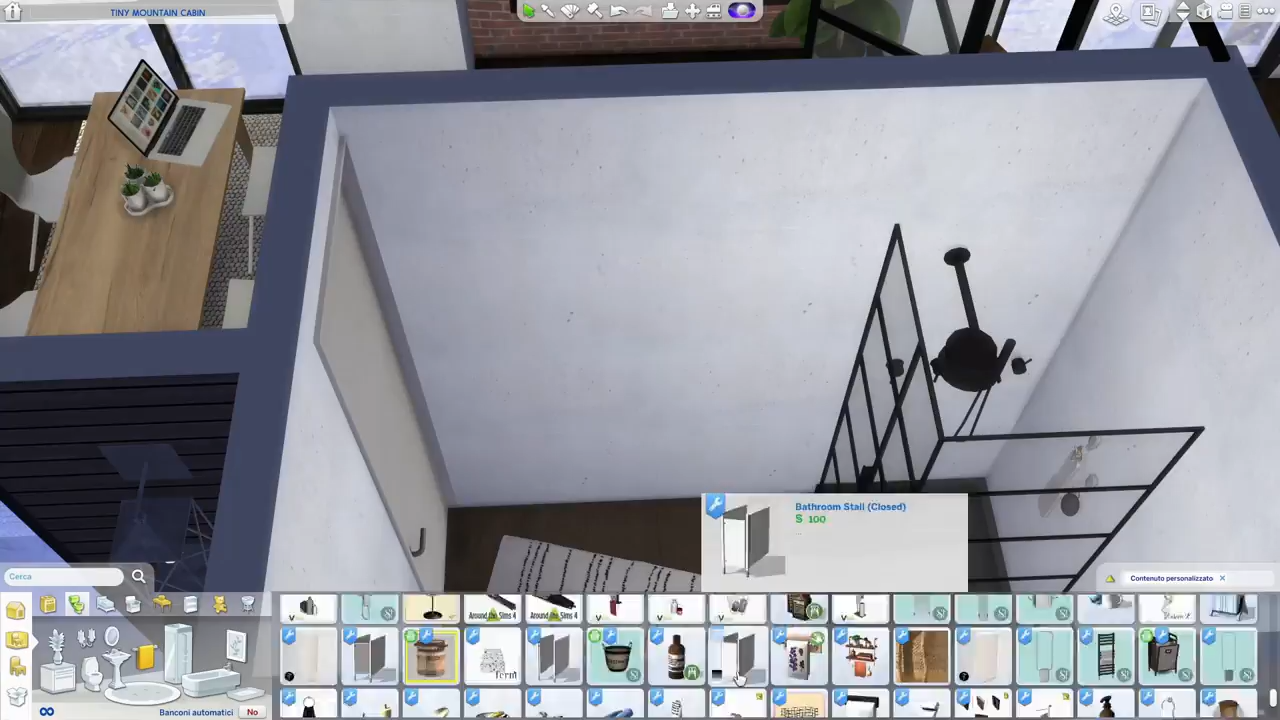 TINY MOUNTAIN CABIN
Bathroom Stall (Closed)
§ 100
Cerca
Contenuto personalizzato
Around the Sims 4
Around the Sims 4
Banconi automatici
No